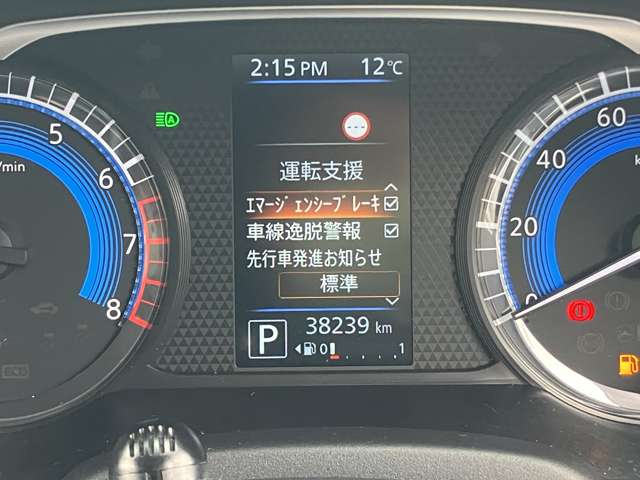 2:15 PM 12℃
---
運転支援
ｴﾏｰｼﾞｪﾝｼｰﾌﾞﾚｰｷ
車線逸脱警報
先行車発進お知らせ
標準
P 38239 km
0 1
/min 5 6 7 8
0 20 40 60
A